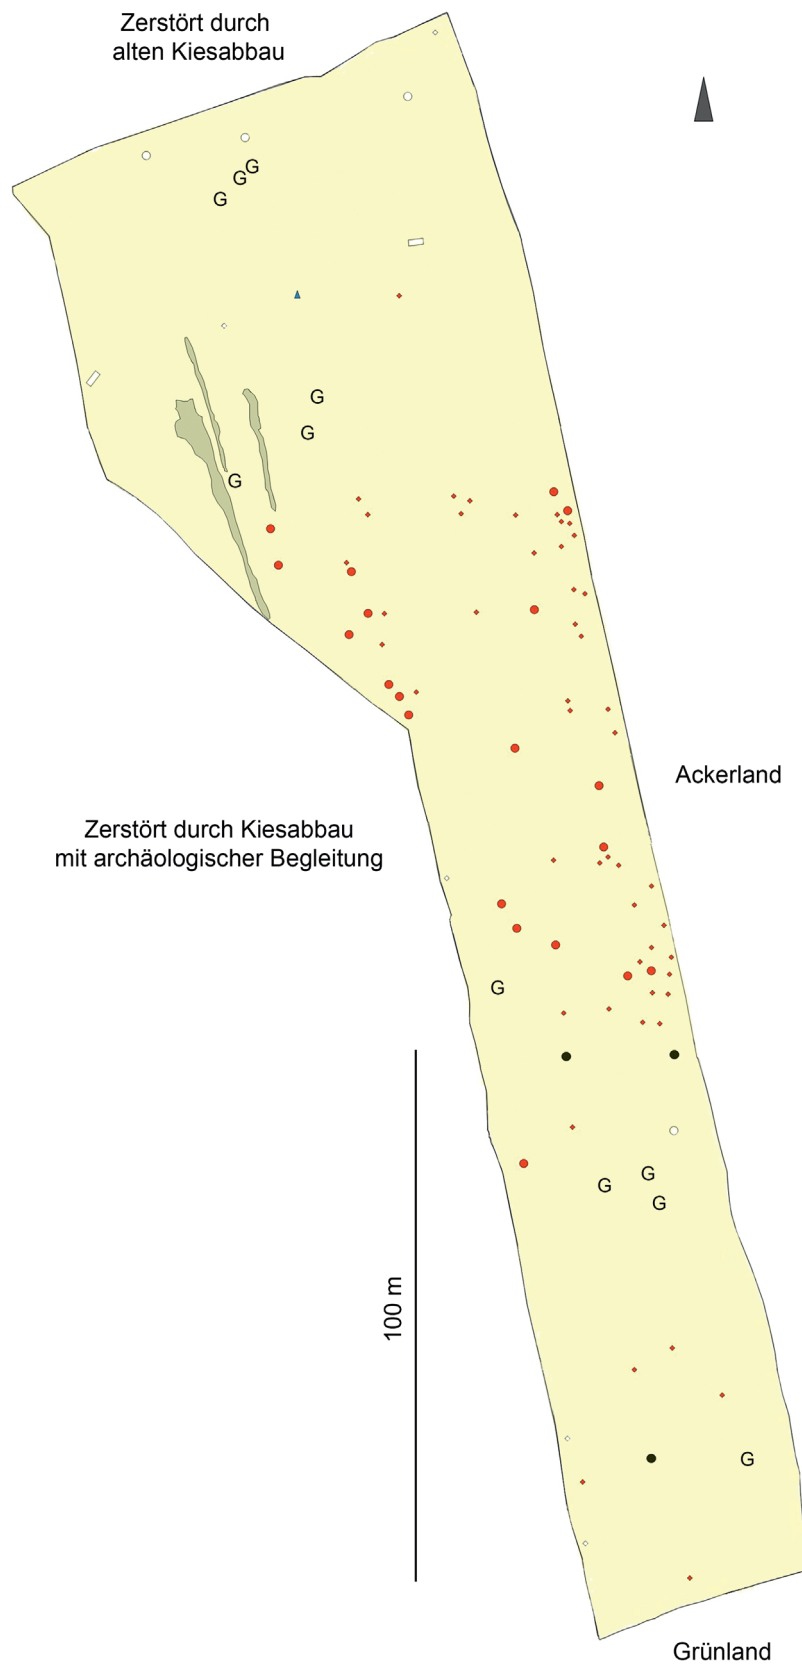 Zerstört durch
alten Kiesabbau
G
G
G
G
G
G
Ackerland
Zerstört durch Kiesabbau
mit archäologischer Begleitung
G
G
G
G
100 m
G
Grünland